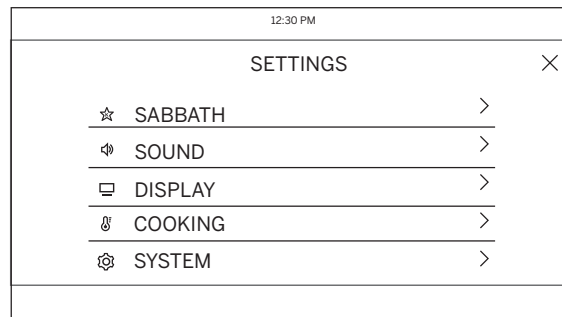 12:30 PM
SETTINGS
SABBATH
SOUND
DISPLAY
COOKING
SYSTEM